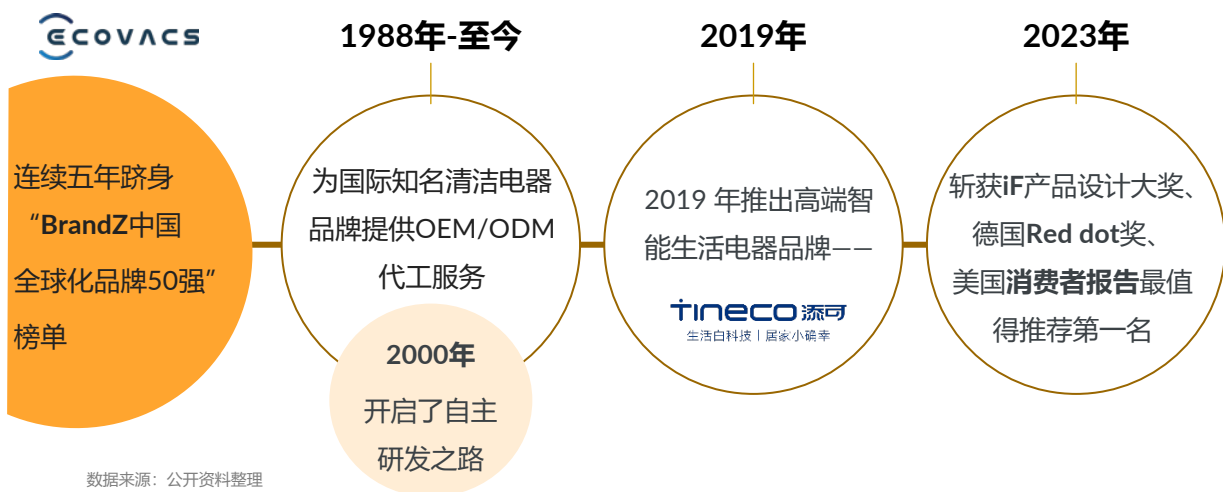 ECOVACS
连续五年跻身
“BrandZ中国
全球化品牌50强”
榜单
1988年-至今
为国际知名清洁电器
品牌提供OEM/ODM
代工服务
2000年
开启了自主
研发之路
2019年
2019 年推出高端智
能生活电器品牌——
TINECO 添可
生活白科技 | 居家小确幸
2023年
斩获iF产品设计大奖、
德国Red dot奖、
美国消费者报告最值
得推荐第一名
数据来源：公开资料整理